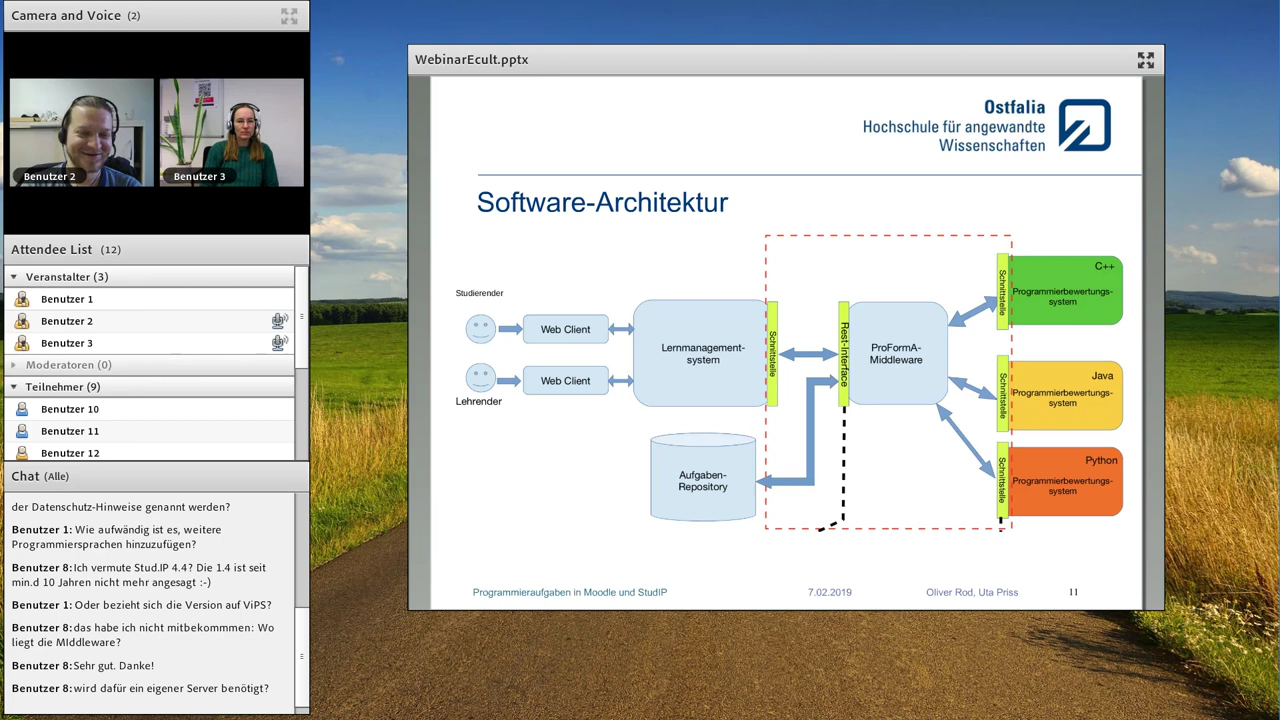 Camera and Voice (2)
Benutzer 2
Benutzer 3
Attendee List (12)
Veranstalter (3)
Benutzer 1
Benutzer 2
Benutzer 3
Moderatoren (0)
Teilnehmer (9)
Benutzer 10
Benutzer 11
Benutzer 12
Chat (Alle)
der Datenschutz-Hinweise genannt werden?
Benutzer 1: Wie aufwändig ist es, weitere
Programmiersprachen hinzuzufügen?
Benutzer 8: Ich vermute Stud.IP 4.4? Die 1.4 ist seit
min.d 10 Jahren nicht mehr angesagt :-)
Benutzer 1: Oder bezieht sich die Version auf ViPS?
Benutzer 8: das habe ich nicht mitbekommmen: Wo
liegt die MIddleware?
Benutzer 8: Sehr gut. Danke!
Benutzer 8: wird dafür ein eigener Server benötigt?
WebinarEcult.pptx
Ostfalia
Hochschule für angewandte
Wissenschaften
Software-Architektur
Studierender
Web Client
Lehrender
Web Client
Lernmanagement-
system
Schnittstelle
Aufgaben-
Repository
Rest-Interface
ProFormA-
Middleware
Schnittstelle
C++
Programmierbewertungs-
system
Schnittstelle
Java
Programmierbewertungs-
system
Schnittstelle
Python
Programmierbewertungs-
system
Programmieraufgaben in Moodle und StudIP
7.02.2019
Oliver Rod, Uta Priss
11